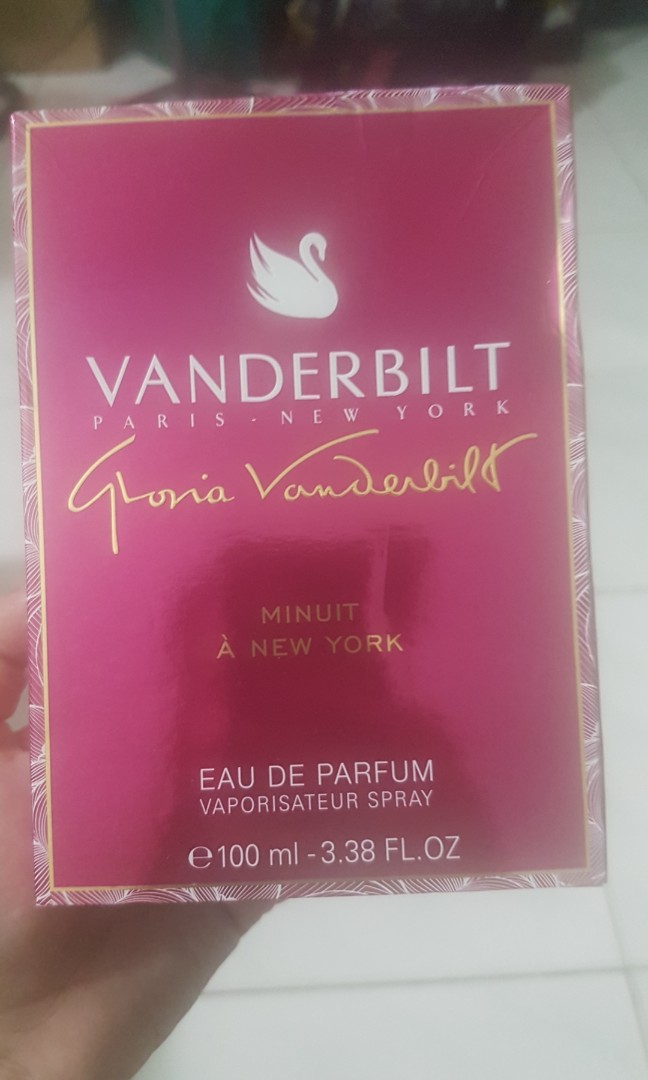 VANDERBILT
PARIS - NEW YORK
Gloria Vanderbilt
MINUIT
À NEW YORK
EAU DE PARFUM
VAPORISATEUR SPRAY
℮100 ml - 3.38 FL.OZ